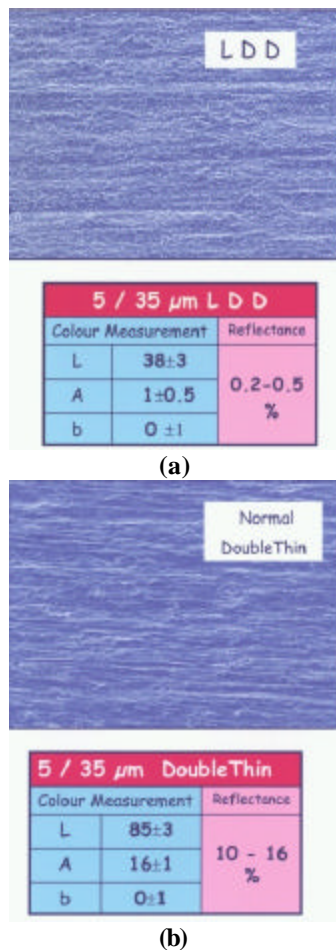 L D D
5 / 35 µm L D D
Colour Measurement Reflectance
L 38±3
A 1±0.5
b 0 ±1
0.2-0.5
%
(a)
Normal
DoubleThin
5 / 35 µm DoubleThin
Colour Measurement Reflectance
L 85±3
A 16±1
b 0±1
10 - 16
%
(b)